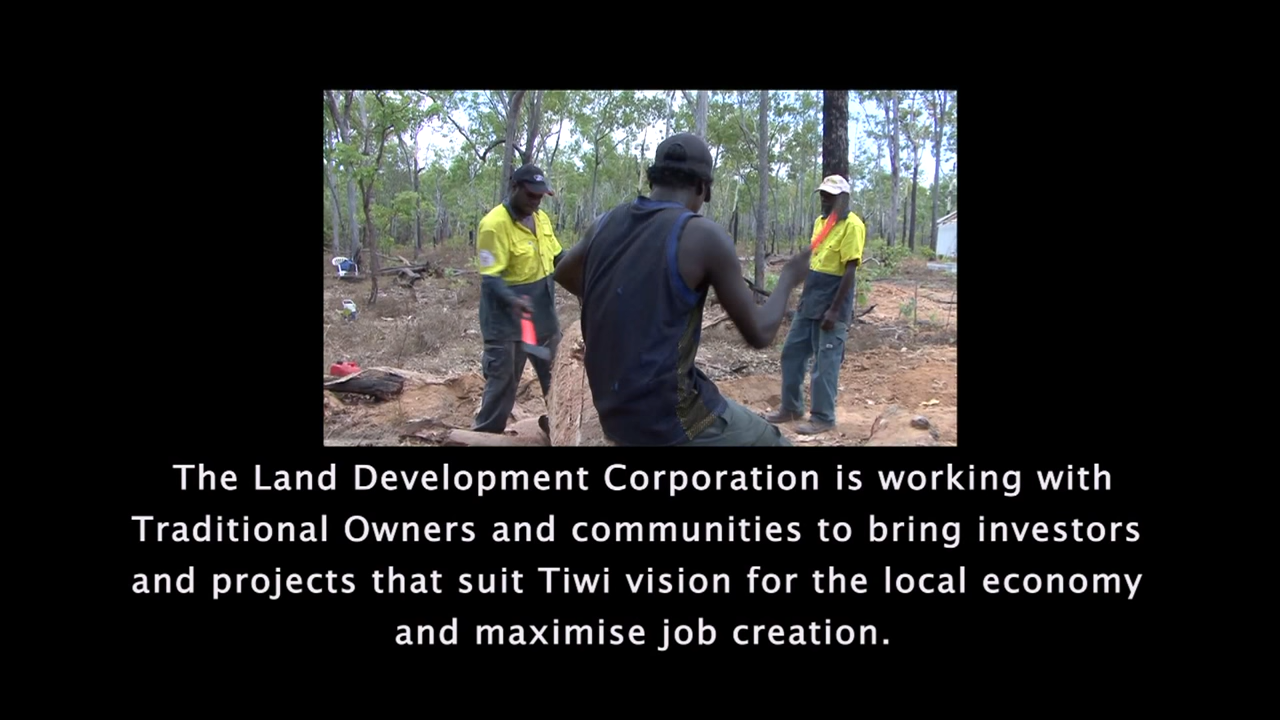 The Land Development Corporation is working with
Traditional Owners and communities to bring investors
and projects that suit Tiwi vision for the local economy
and maximise job creation.